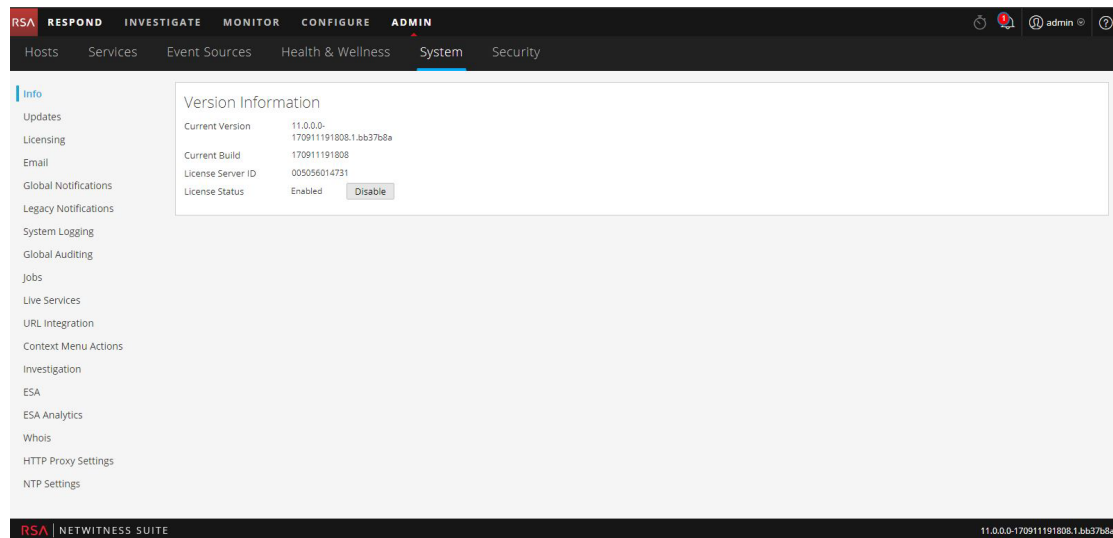 RSA RESPOND INVESTIGATE MONITOR CONFIGURE ADMIN 1 admin ?
Hosts Services Event Sources Health & Wellness System Security
Info
Updates
Licensing
Email
Global Notifications
Legacy Notifications
System Logging
Global Auditing
Jobs
Live Services
URL Integration
Context Menu Actions
Investigation
ESA
ESA Analytics
Whois
HTTP Proxy Settings
NTP Settings
Version Information
Current Version 11.0.0.0-
170911191808.1.bb37b8a
Current Build 170911191808
License Server ID 005056014731
License Status Enabled Disable
RSA NETWITNESS SUITE 11.0.0.0-170911191808.1.bb37b8a